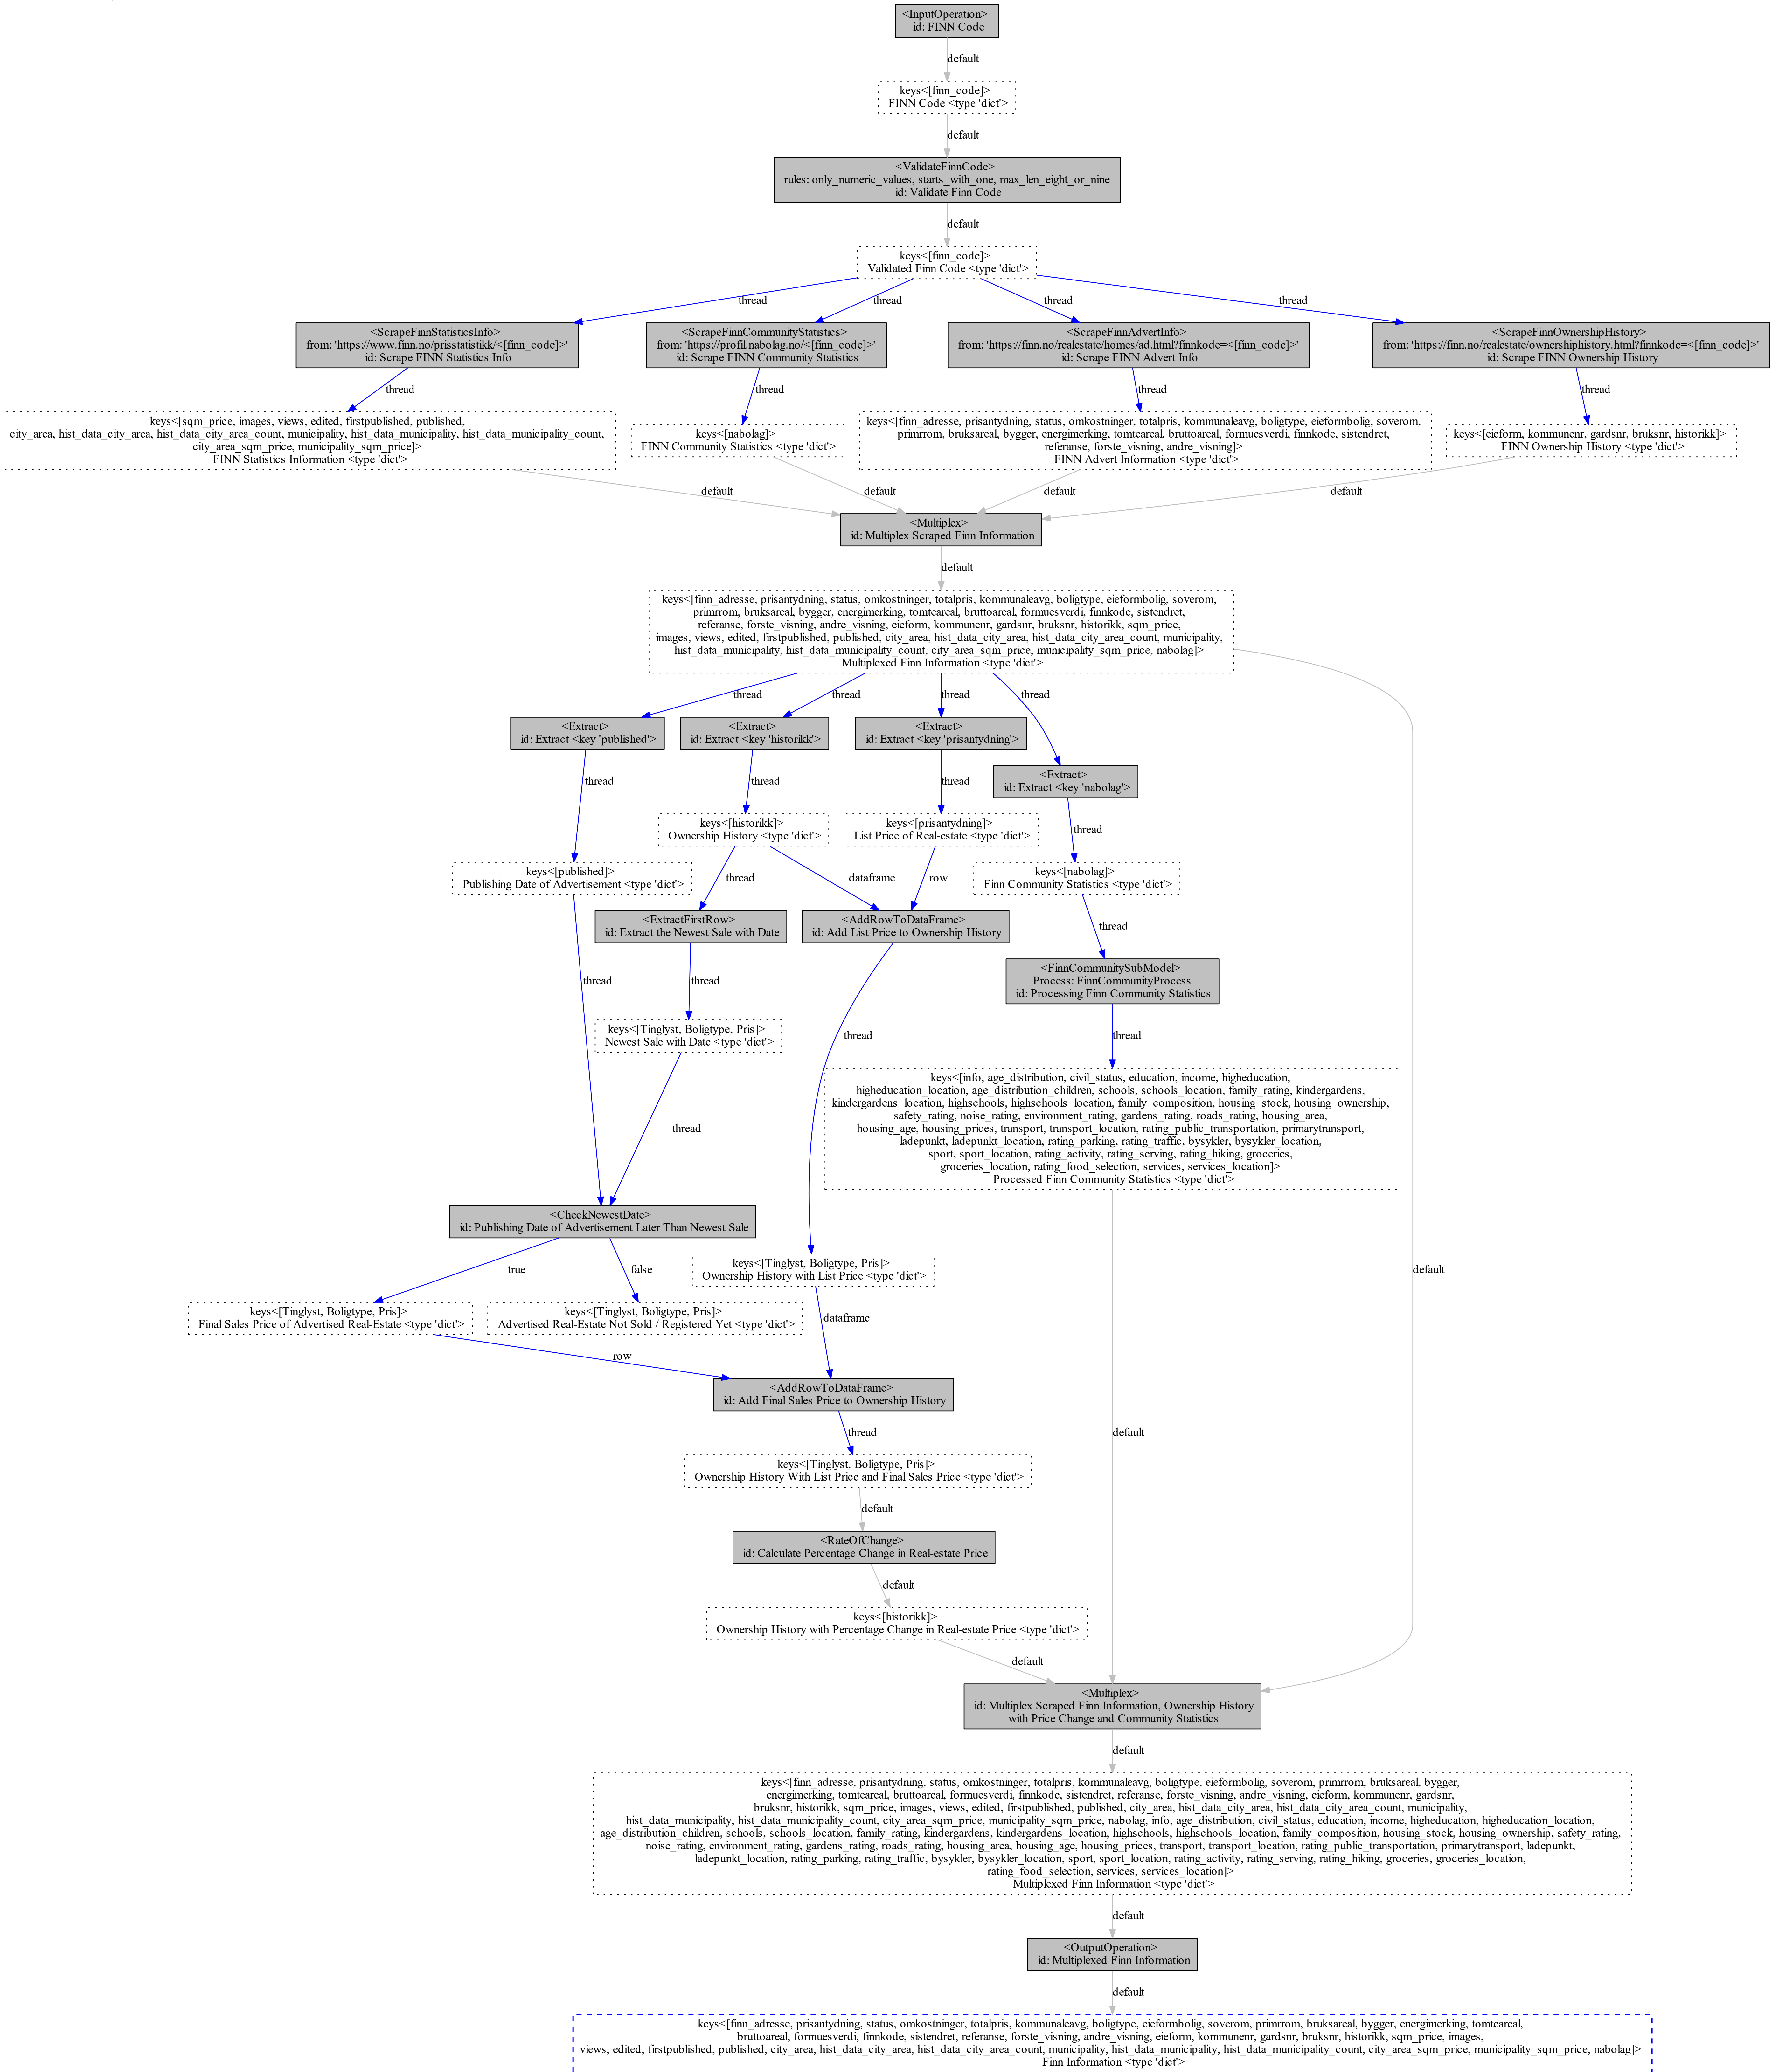 <InputOperation>
id: FINN Code
default
keys<[finn_code]>
FINN Code <type 'dict'>
default
<ValidateFinnCode>
rules: only_numeric_values, starts_with_one, max_len_eight_or_nine
id: Validate Finn Code
default
keys<[finn_code]>
Validated Finn Code <type 'dict'>
thread
thread
thread
thread
<ScrapeFinnStatisticsInfo>
from: 'https://www.finn.no/prisstatistikk/<[finn_code]>'
id: Scrape FINN Statistics Info
<ScrapeFinnCommunityStatistics>
from: 'https://profil.nabolag.no/<[finn_code]>'
id: Scrape FINN Community Statistics
<ScrapeFinnAdvertInfo>
from: 'https://finn.no/realestate/homes/ad.html?finnkode=<[finn_code]>'
id: Scrape FINN Advert Info
<ScrapeFinnOwnershipHistory>
from: 'https://finn.no/realestate/ownershiphistory.html?finnkode=<[finn_code]>'
id: Scrape FINN Ownership History
thread
thread
thread
thread
keys<[sqm_price, images, views, edited, firstpublished, published,
city_area, hist_data_city_area, hist_data_city_area_count, municipality, hist_data_municipality, hist_data_municipality_count,
city_area_sqm_price, municipality_sqm_price]>
FINN Statistics Information <type 'dict'>
keys<[nabolag]>
FINN Community Statistics <type 'dict'>
keys<[finn_adresse, prisantydning, status, omkostninger, totalpris, kommunaleavg, boligtype, eieformbolig, soverom,
primrrom, bruksareal, bygger, energimerking, tomteareal, bruttoareal, formuesverdi, finnkode, sistendret,
referanse, forste_visning, andre_visning]>
FINN Advert Information <type 'dict'>
keys<[eieform, kommunenr, gardsnr, bruksnr, historikk]>
FINN Ownership History <type 'dict'>
default
default
default
default
<Multiplex>
id: Multiplex Scraped Finn Information
default
keys<[finn_adresse, prisantydning, status, omkostninger, totalpris, kommunaleavg, boligtype, eieformbolig, soverom,
primrrom, bruksareal, bygger, energimerking, tomteareal, bruttoareal, formuesverdi, finnkode, sistendret,
referanse, forste_visning, andre_visning, eieform, kommunenr, gardsnr, bruksnr, historikk, sqm_price,
images, views, edited, firstpublished, published, city_area, hist_data_city_area, hist_data_city_area_count, municipality,
hist_data_municipality, hist_data_municipality_count, city_area_sqm_price, municipality_sqm_price, nabolag]>
Multiplexed Finn Information <type 'dict'>
thread
thread
thread
thread
<Extract>
id: Extract <key 'published'>
<Extract>
id: Extract <key 'historikk'>
<Extract>
id: Extract <key 'prisantydning'>
<Extract>
id: Extract <key 'nabolag'>
thread
thread
thread
thread
keys<[historikk]>
Ownership History <type 'dict'>
keys<[prisantydning]>
List Price of Real-estate <type 'dict'>
keys<[published]>
Publishing Date of Advertisement <type 'dict'>
keys<[nabolag]>
Finn Community Statistics <type 'dict'>
thread
dataframe
row
thread
<ExtractFirstRow>
id: Extract the Newest Sale with Date
<AddRowToDataFrame>
id: Add List Price to Ownership History
<FinnCommunitySubModel>
Process: FinnCommunityProcess
id: Processing Finn Community Statistics
thread
thread
thread
thread
keys<[Tinglyst, Boligtype, Pris]>
Newest Sale with Date <type 'dict'>
keys<[info, age_distribution, civil_status, education, income, higheducation,
higheducation_location, age_distribution_children, schools, schools_location, family_rating, kindergardens,
kindergardens_location, highschools, highschools_location, family_composition, housing_stock, housing_ownership,
safety_rating, noise_rating, environment_rating, gardens_rating, roads_rating, housing_area,
housing_age, housing_prices, transport, transport_location, rating_public_transportation, primarytransport,
ladepunkt, ladepunkt_location, rating_parking, rating_traffic, bysykler, bysykler_location,
sport, sport_location, rating_activity, rating_serving, rating_hiking, groceries,
groceries_location, rating_food_selection, services, services_location]>
Processed Finn Community Statistics <type 'dict'>
thread
<CheckNewestDate>
id: Publishing Date of Advertisement Later Than Newest Sale
true
false
default
keys<[Tinglyst, Boligtype, Pris]>
Ownership History with List Price <type 'dict'>
keys<[Tinglyst, Boligtype, Pris]>
Final Sales Price of Advertised Real-Estate <type 'dict'>
keys<[Tinglyst, Boligtype, Pris]>
Advertised Real-Estate Not Sold / Registered Yet <type 'dict'>
dataframe
row
<AddRowToDataFrame>
id: Add Final Sales Price to Ownership History
thread
default
keys<[Tinglyst, Boligtype, Pris]>
Ownership History With List Price and Final Sales Price <type 'dict'>
default
<RateOfChange>
id: Calculate Percentage Change in Real-estate Price
default
keys<[historikk]>
Ownership History with Percentage Change in Real-estate Price <type 'dict'>
default
<Multiplex>
id: Multiplex Scraped Finn Information, Ownership History
with Price Change and Community Statistics
default
keys<[finn_adresse, prisantydning, status, omkostninger, totalpris, kommunaleavg, boligtype, eieformbolig, soverom, primrrom, bruksareal, bygger,
energimerking, tomteareal, bruttoareal, formuesverdi, finnkode, sistendret, referanse, forste_visning, andre_visning, eieform, kommunenr, gardsnr,
bruksnr, historikk, sqm_price, images, views, edited, firstpublished, published, city_area, hist_data_city_area, hist_data_city_area_count, municipality,
hist_data_municipality, hist_data_municipality_count, city_area_sqm_price, municipality_sqm_price, nabolag, info, age_distribution, civil_status, education, income, higheducation, higheducation_location,
age_distribution_children, schools, schools_location, family_rating, kindergardens, kindergardens_location, highschools, highschools_location, family_composition, housing_stock, housing_ownership, safety_rating,
noise_rating, environment_rating, gardens_rating, roads_rating, housing_area, housing_age, housing_prices, transport, transport_location, rating_public_transportation, primarytransport, ladepunkt,
ladepunkt_location, rating_parking, rating_traffic, bysykler, bysykler_location, sport, sport_location, rating_activity, rating_serving, rating_hiking, groceries, groceries_location,
rating_food_selection, services, services_location]>
Multiplexed Finn Information <type 'dict'>
default
<OutputOperation>
id: Multiplexed Finn Information
default
keys<[finn_adresse, prisantydning, status, omkostninger, totalpris, kommunaleavg, boligtype, eieformbolig, soverom, primrrom, bruksareal, bygger, energimerking, tomteareal,
bruttoareal, formuesverdi, finnkode, sistendret, referanse, forste_visning, andre_visning, eieform, kommunenr, gardsnr, bruksnr, historikk, sqm_price, images,
views, edited, firstpublished, published, city_area, hist_data_city_area, hist_data_city_area_count, municipality, hist_data_municipality, hist_data_municipality_count, city_area_sqm_price, municipality_sqm_price, nabolag]>
Finn Information <type 'dict'>